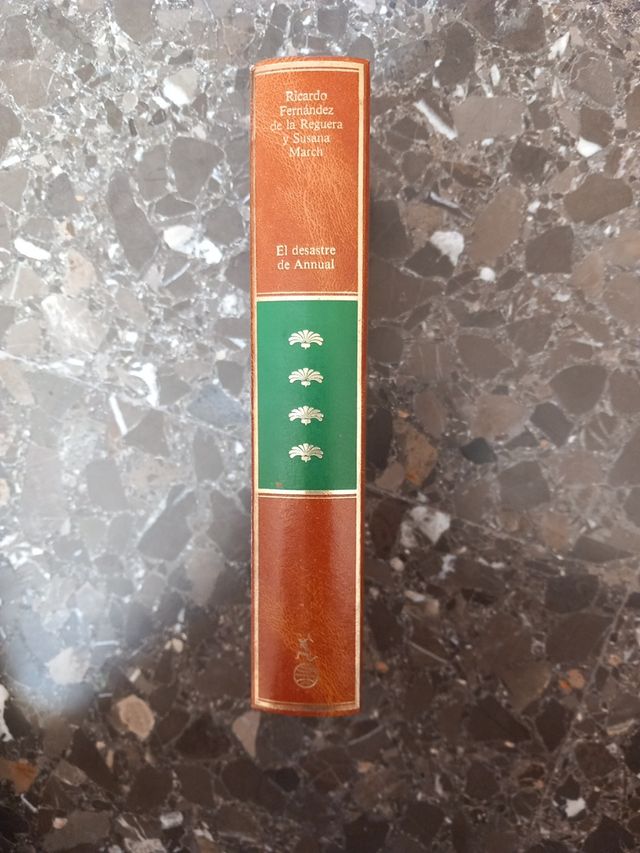 Ricardo
Fernández
de la Reguera
y Susana
March
El desastre
de Annual